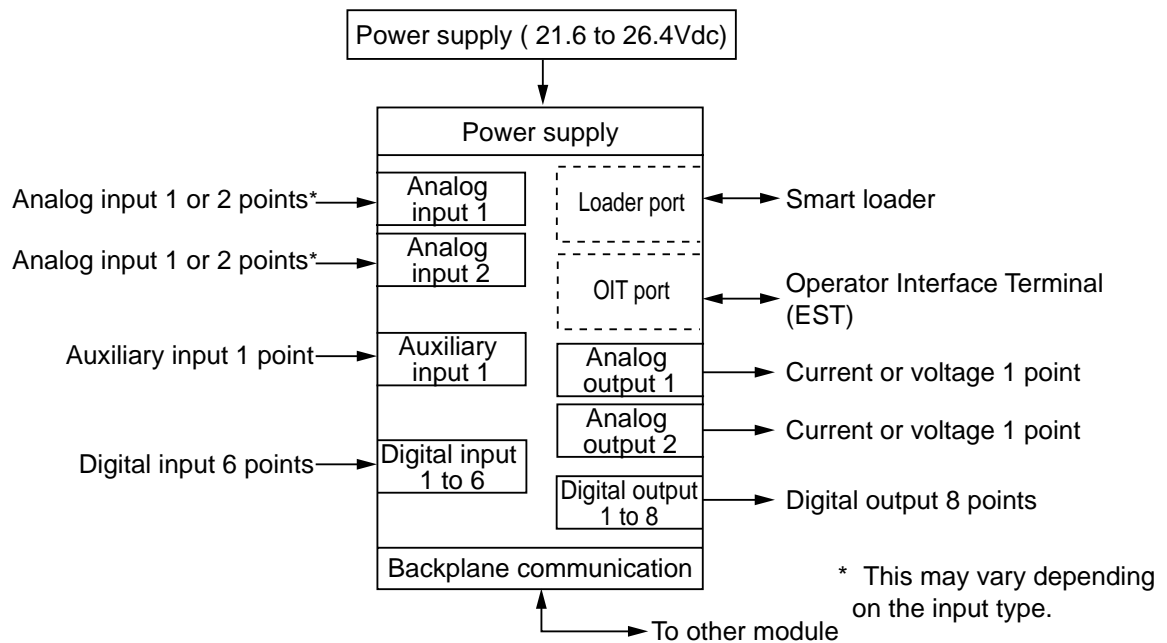 Power supply ( 21.6 to 26.4Vdc)
Power supply
Analog input 1 or 2 points*
Analog
input 1
Loader port
Smart loader
Analog input 1 or 2 points*
Analog
input 2
OIT port
Operator Interface Terminal
(EST)
Auxiliary input 1 point
Auxiliary
input 1
Analog
output 1
Current or voltage 1 point
Analog
output 2
Current or voltage 1 point
Digital input 6 points
Digital input
1 to 6
Digital output
1 to 8
Digital output 8 points
Backplane communication
* This may vary depending
on the input type.
To other module